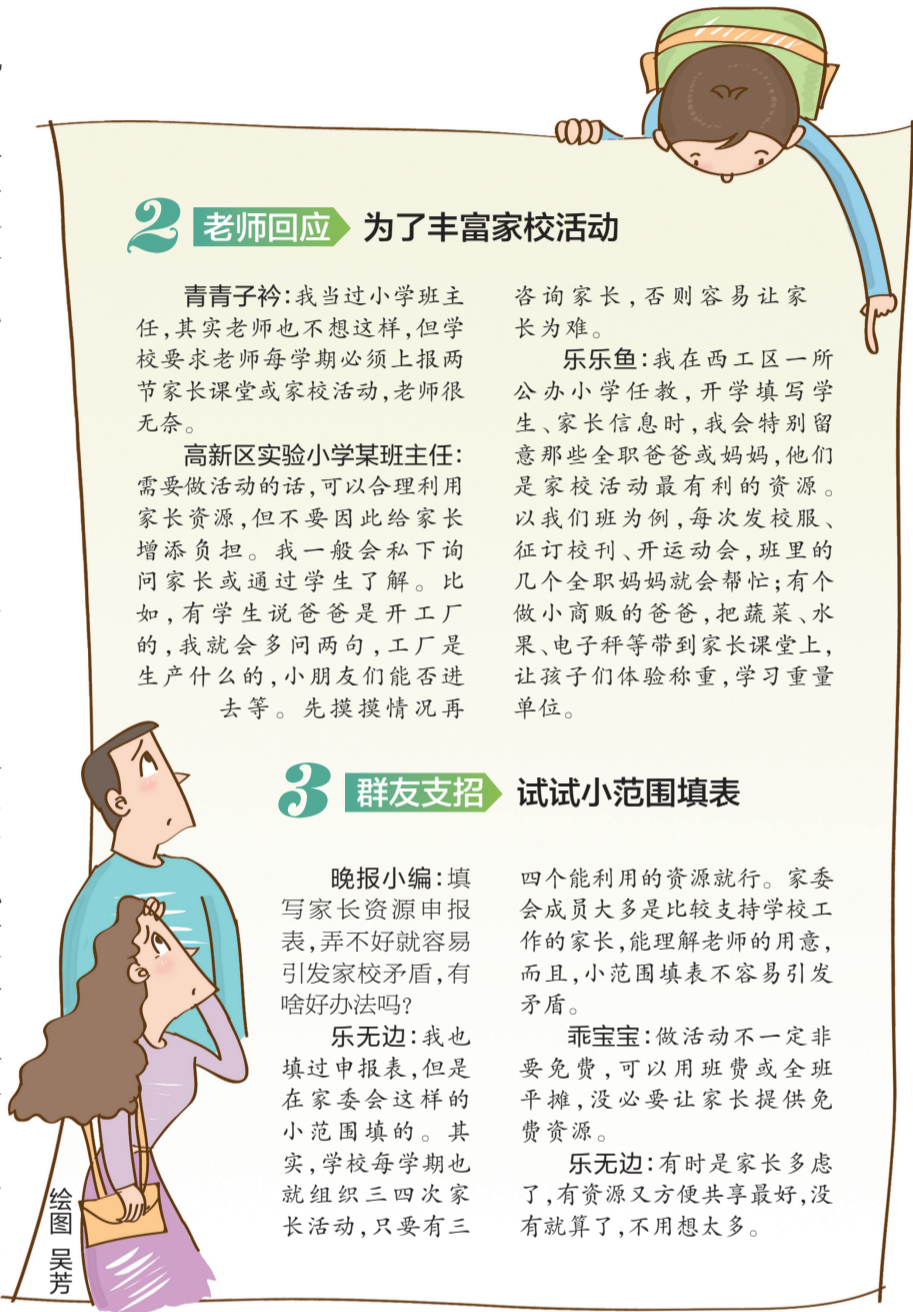 2 老师回应 为了丰富家校活动
青青子衿：我当过小学班主
任，其实老师也不想这样，但学
校要求老师每学期必须上报两
节家长课堂或家校活动，老师很
无奈。
高新区实验小学某班主任：
需要做活动的话，可以合理利用
家长资源，但不要因此给家长
增添负担。我一般会私下询
问家长或通过学生了解。比
如，有学生说爸爸是开工厂
的，我就会多问两句，工厂是
生产什么的，小朋友们能否进
去等。先摸摸情况再
咨询家长，否则容易让家
长为难。
乐乐鱼：我在西工区一所
公办小学任教，开学填写学
生、家长信息时，我会特别留
意那些全职爸爸或妈妈，他们
是家校活动最有利的资源。
以我们班为例，每次发校服、
征订校刊、开运动会，班里的
几个全职妈妈就会帮忙；有个
做小商贩的爸爸，把蔬菜、水
果、电子秤等带到家长课堂上，
让孩子们体验称重，学习重量
单位。
3 群友支招 试试小范围填表
晚报小编：填
写家长资源申报
表，弄不好就容易
引发家校矛盾，有
啥好办法吗？
乐无边：我也
填过申报表，但是
在家委会这样的
小范围填的。其
实，学校每学期也
就组织三四次家
长活动，只要有三
四个能利用的资源就行。家委
会成员大多是比较支持学校工
作的家长，能理解老师的用意，
而且，小范围填表不容易引发
矛盾。
乖宝宝：做活动不一定非
要免费，可以用班费或全班
平摊，没必要让家长提供免
费资源。
乐无边：有时是家长多虑
了，有资源又方便共享最好，没
有就算了，不用想太多。
绘图 吴芳